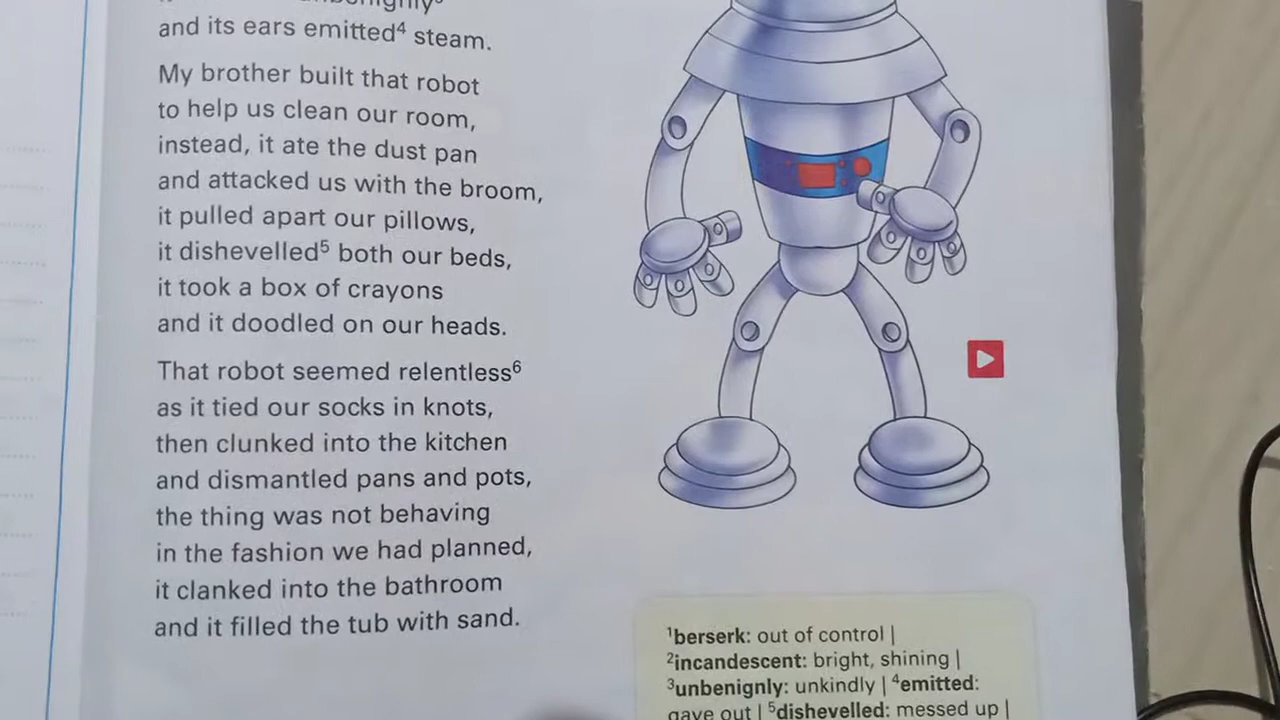 unbenignly³
and its ears emitted⁴ steam.
My brother built that robot
to help us clean our room,
instead, it ate the dust pan
and attacked us with the broom,
it pulled apart our pillows,
it dishevelled⁵ both our beds,
it took a box of crayons
and it doodled on our heads.
That robot seemed relentless⁶
as it tied our socks in knots,
then clunked into the kitchen
and dismantled pans and pots,
the thing was not behaving
in the fashion we had planned,
it clanked into the bathroom
and it filled the tub with sand.
¹berserk: out of control |
²incandescent: bright, shining |
³unbenignly: unkindly | ⁴emitted:
gave out | ⁵dishevelled: messed up |